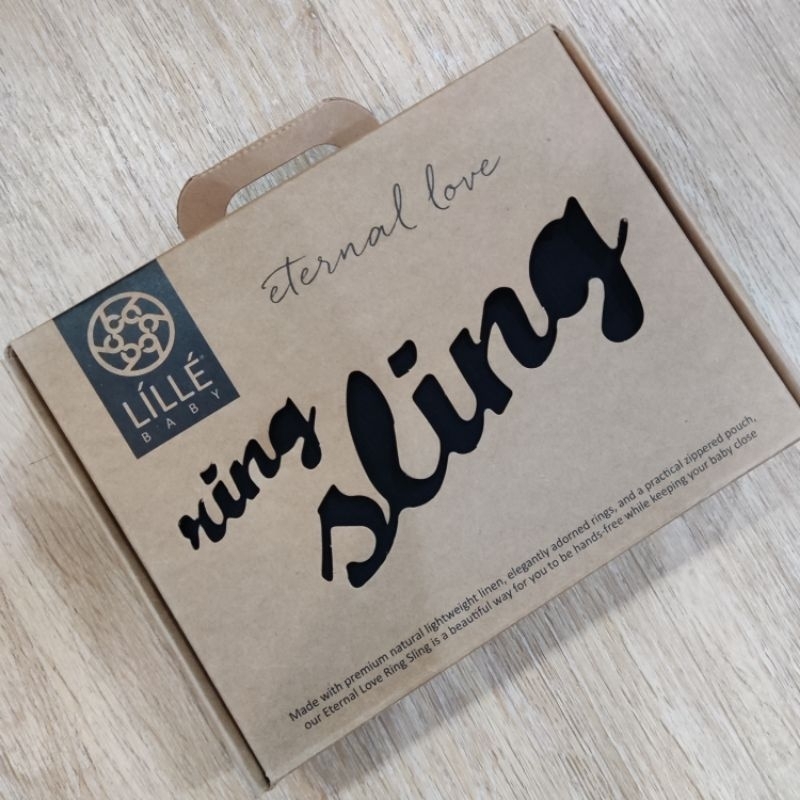 eternal love
LÍLLÉ
BABY
ring
sling
Made with premium natural lightweight linen, elegantly adorned rings, and a practical zippered pouch,
our Eternal Love Ring Sling is a beautiful way for you to be hands-free while keeping your baby close